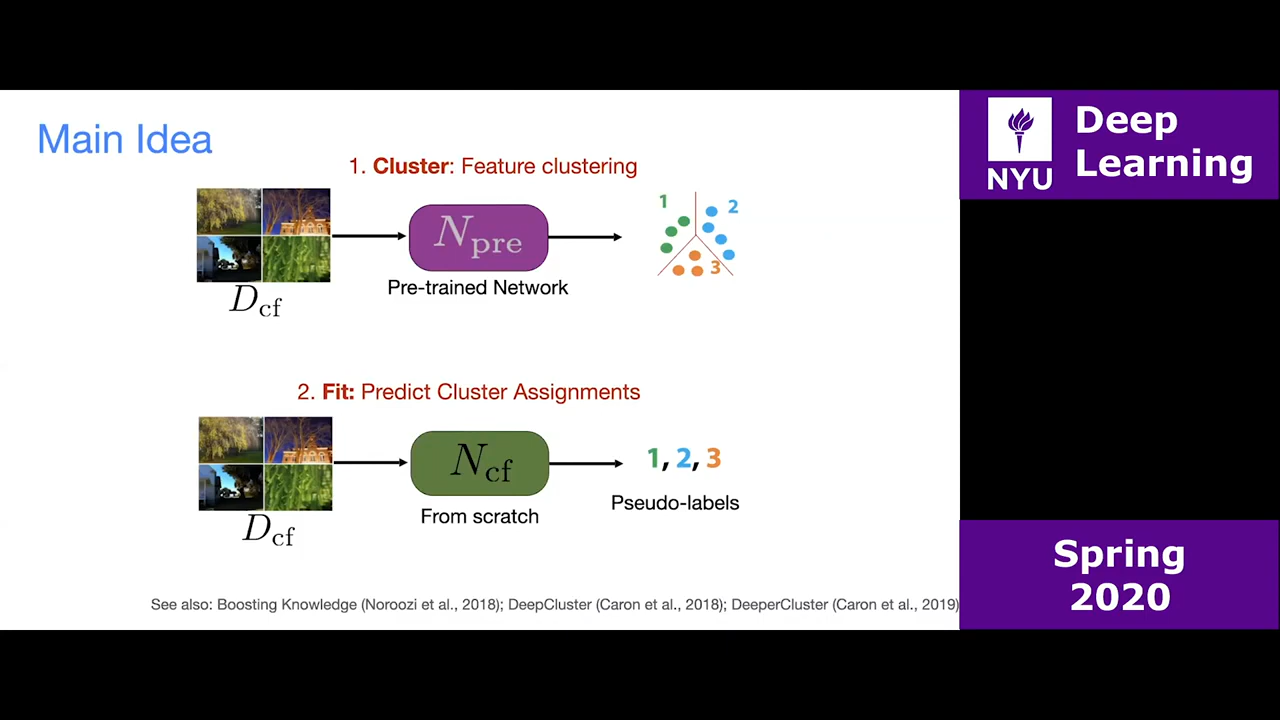 Main Idea
1. Cluster: Feature clustering
N_pre
1
2
3
Pre-trained Network
D_cf
2. Fit: Predict Cluster Assignments
N_cf
1, 2, 3
From scratch
Pseudo-labels
D_cf
See also: Boosting Knowledge (Noroozi et al., 2018); DeepCluster (Caron et al., 2018); DeeperCluster (Caron et al., 2019)
NYU
Deep
Learning
Spring
2020